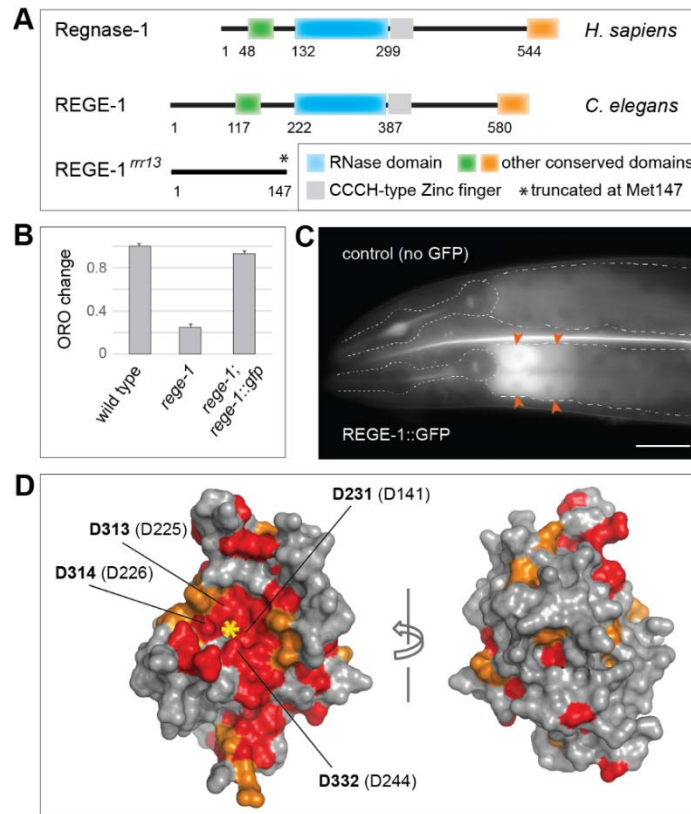 A
Regnase-1
H. sapiens
1 48 132 299 544
REGE-1
C. elegans
1 117 222 387 580
REGE-1rrr13
*
1 147
RNase domain
other conserved domains
CCCH-type Zinc finger
*truncated at Met147
B
ORO change
0.8
0.4
0
wild type
rege-1
rege-1;
rege-1::gfp
C
control (no GFP)
REGE-1::GFP
D
D231 (D141)
D313 (D225)
D314 (D226)
*
D332 (D244)